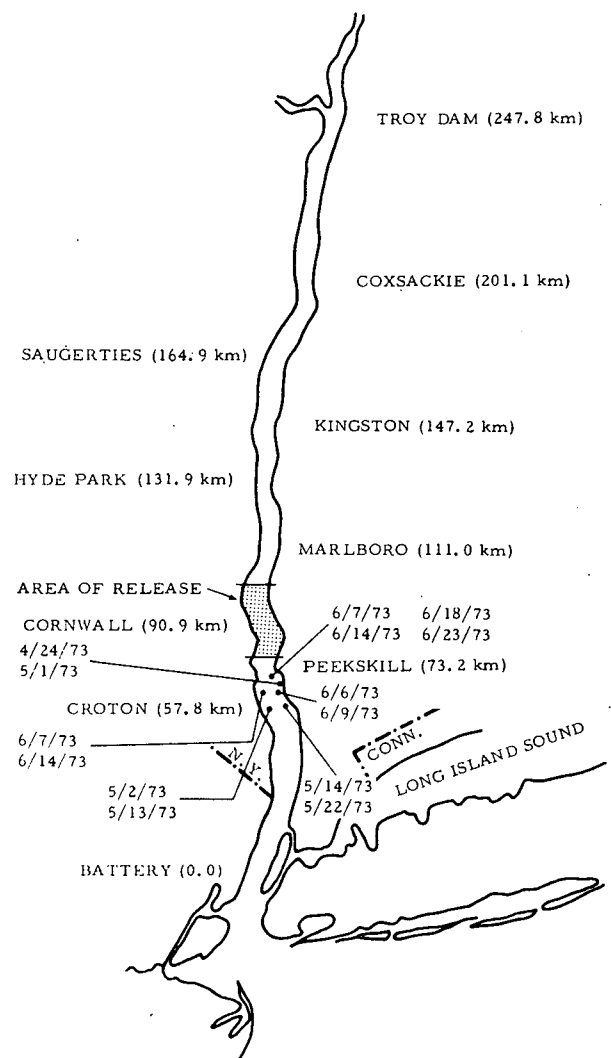 TROY DAM (247.8 km)
COXSACKIE (201.1 km)
SAUGERTIES (164.9 km)
KINGSTON (147.2 km)
HYDE PARK (131.9 km)
MARLBORO (111.0 km)
AREA OF RELEASE
CORNWALL (90.9 km)
4/24/73
5/1/73
6/7/73 6/18/73
6/14/73 6/23/73
PEEKSKILL (73.2 km)
6/6/73
6/9/73
CROTON (57.8 km)
6/7/73
6/14/73
N.Y.
CONN.
LONG ISLAND SOUND
5/2/73
5/13/73
5/14/73
5/22/73
BATTERY (0.0)